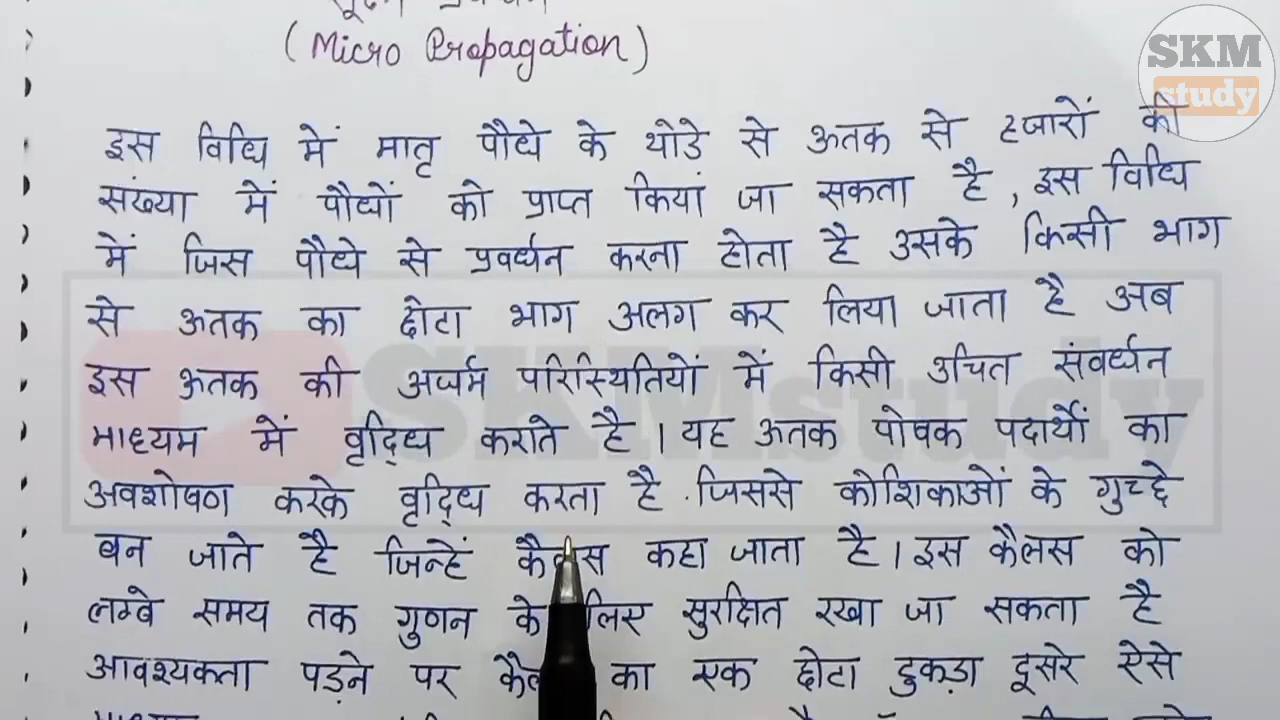 (Micro Propagation)
SKM
study
इस विधि में मातृ पौधे के थोडे से ऊतक से हजारों की
संख्या में पौधों को प्राप्त किया जा सकता है, इस विधि
में जिस पौधे से प्रवर्धन करना होता है उसके किसी भाग
से ऊतक का छोटा भाग अलग कर लिया जाता है अब
इस ऊतक की अजर्म परिस्थितियों में किसी उचित संवर्धन
माध्यम में वृद्धि कराते है। यह ऊतक पोषक पदार्थों का
अवशोषण करके वृद्धि करता है जिससे कोशिकाओं के गुच्छे
बन जाते है जिन्हें कैलस कहा जाता है। इस कैलस को
लम्बे समय तक गुणन के लिए सुरक्षित रखा जा सकता है
आवश्यकता पड़ने पर का एक छोटा टुकड़ा दूसरे ऐसे
SKMstudy